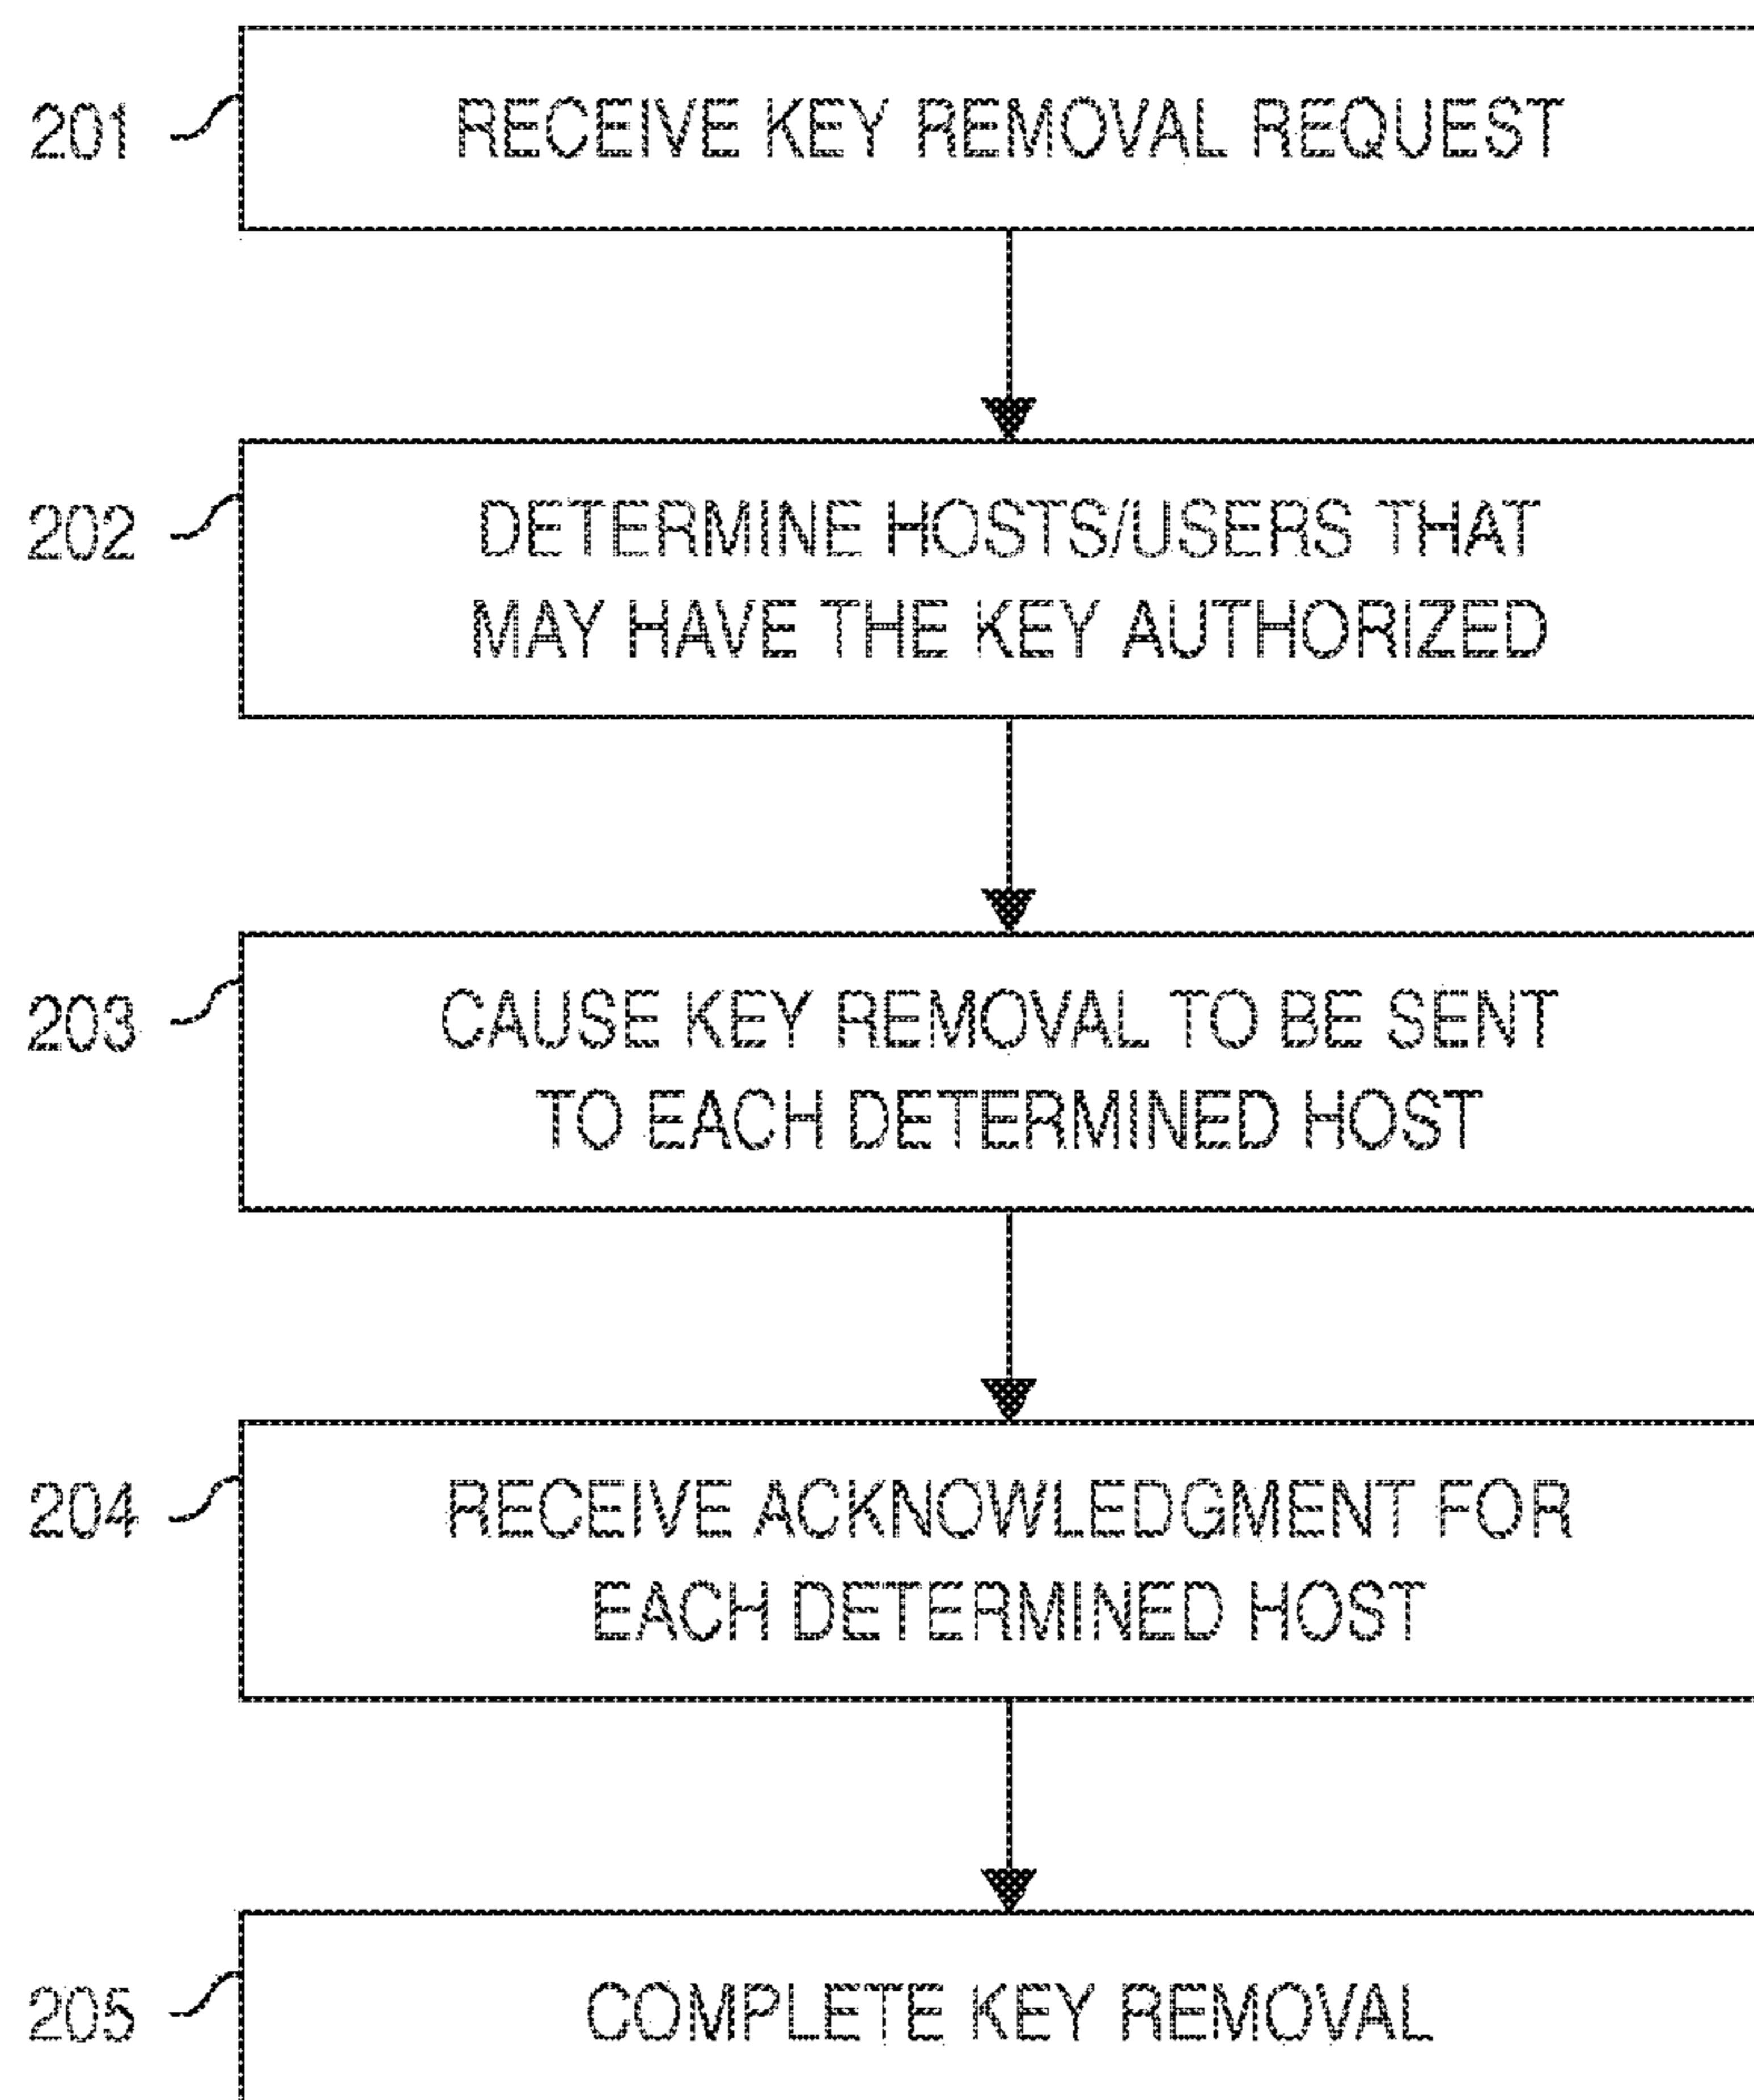 201
RECEIVE KEY REMOVAL REQUEST
202
DETERMINE HOSTS/USERS THAT
MAY HAVE THE KEY AUTHORIZED
203
CAUSE KEY REMOVAL TO BE SENT
TO EACH DETERMINED HOST
204
RECEIVE ACKNOWLEDGMENT FOR
EACH DETERMINED HOST
205
COMPLETE KEY REMOVAL